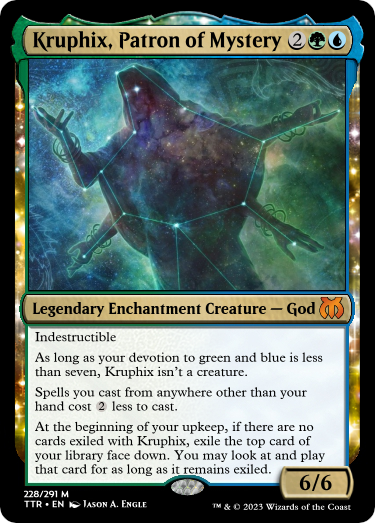 Kruphix, Patron of Mystery 2
Legendary Enchantment Creature — God
Indestructible
As long as your devotion to green and blue is less
than seven, Kruphix isn't a creature.
Spells you cast from anywhere other than your
hand cost 2 less to cast.
At the beginning of your upkeep, if there are no
cards exiled with Kruphix, exile the top card of
your library face down. You may look at and play
that card for as long as it remains exiled.
6/6
228/291 M
TTR • EN Jason A. Engle
™ & © 2023 Wizards of the Coast